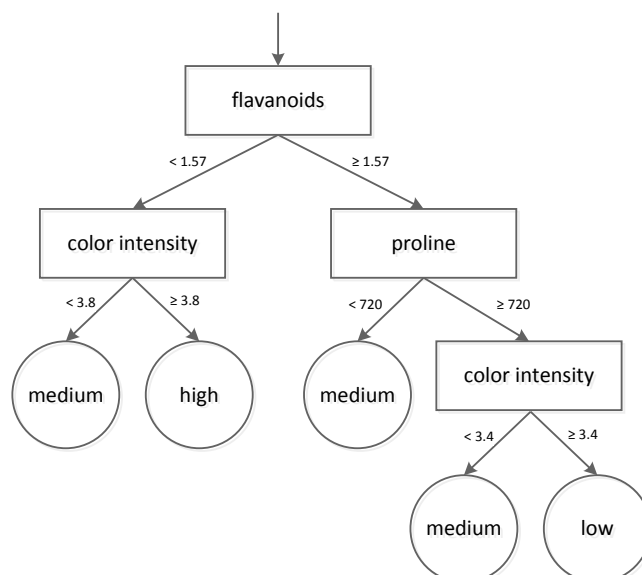 flavanoids
< 1.57
≥ 1.57
color intensity
proline
< 3.8
≥ 3.8
< 720
≥ 720
medium
high
medium
color intensity
< 3.4
≥ 3.4
medium
low